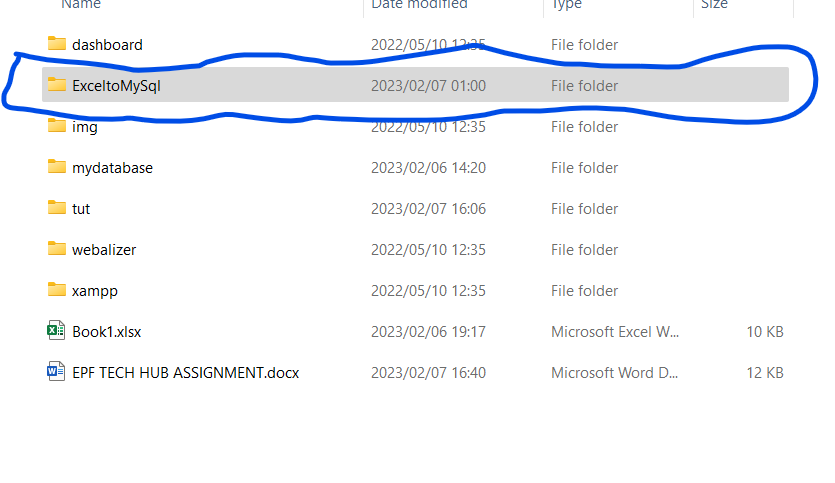 Name Date modified Type Size
dashboard 2022/05/10 12:35 File folder
ExceltoMySql 2023/02/07 01:00 File folder
img 2022/05/10 12:35 File folder
mydatabase 2023/02/06 14:20 File folder
tut 2023/02/07 16:06 File folder
webalizer 2022/05/10 12:35 File folder
xampp 2022/05/10 12:35 File folder
Book1.xlsx 2023/02/06 19:17 Microsoft Excel W... 10 KB
EPF TECH HUB ASSIGNMENT.docx 2023/02/07 16:40 Microsoft Word D... 12 KB